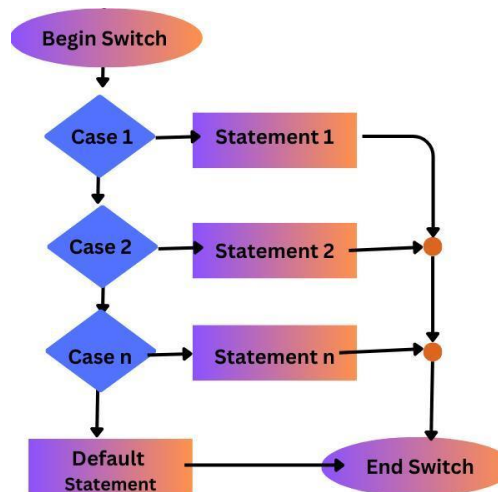 Begin Switch
Case 1
Statement 1
Case 2
Statement 2
Case n
Statement n
Default
Statement
End Switch